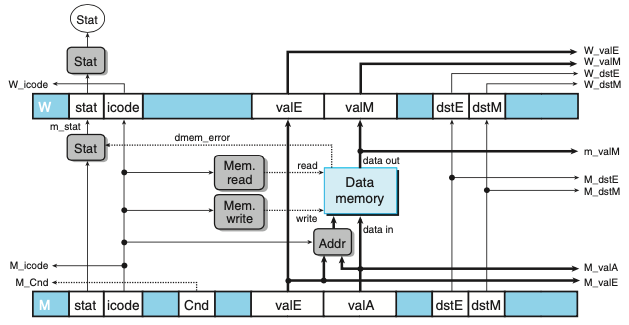 Stat
Stat
W_valE
W_valM
W_dstE
W_dstM
W_icode
W
stat
icode
valE
valM
dstE
dstM
m_stat
Stat
dmem_error
data out
m_valM
Mem.
read
read
Data
memory
M_dstE
M_dstM
Mem.
write
write
data in
Addr
M_icode
M_valA
M_Cnd
M_valE
M
stat
icode
Cnd
valE
valA
dstE
dstM